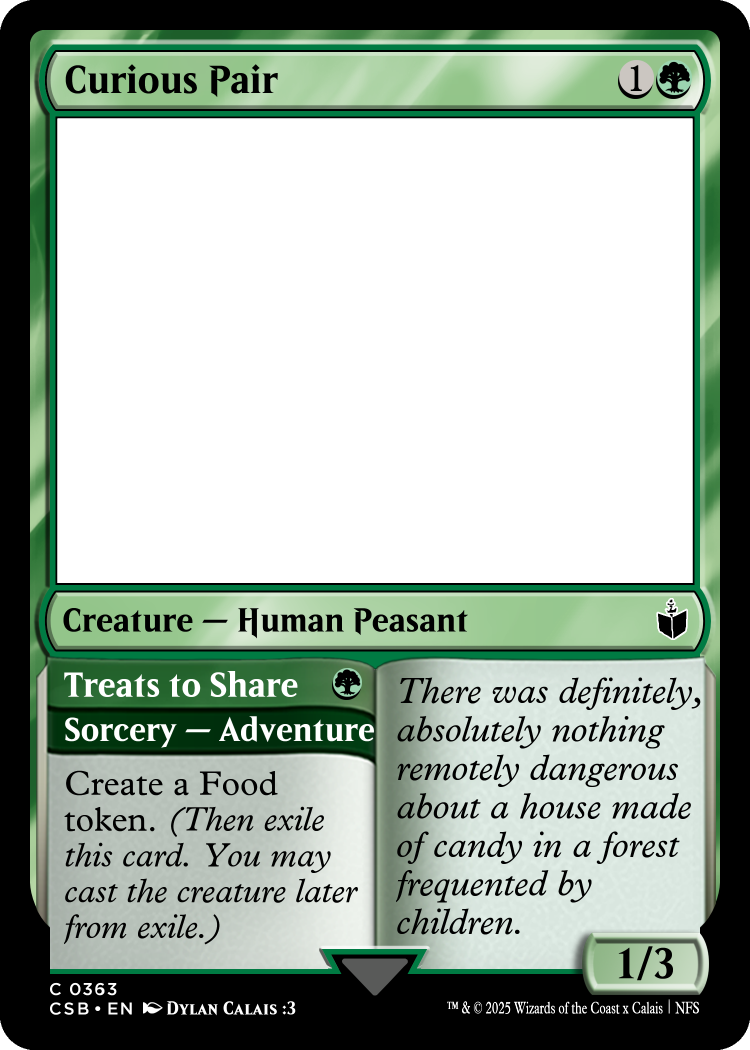 Curious Pair 1
Creature — Human Peasant
Treats to Share
Sorcery — Adventure
Create a Food
token. (Then exile
this card. You may
cast the creature later
from exile.)
There was definitely,
absolutely nothing
remotely dangerous
about a house made
of candy in a forest
frequented by
children.
1/3
C 0363
CSB • EN DYLAN CALAIS :3
™ & © 2025 Wizards of the Coast x Calais | NFS